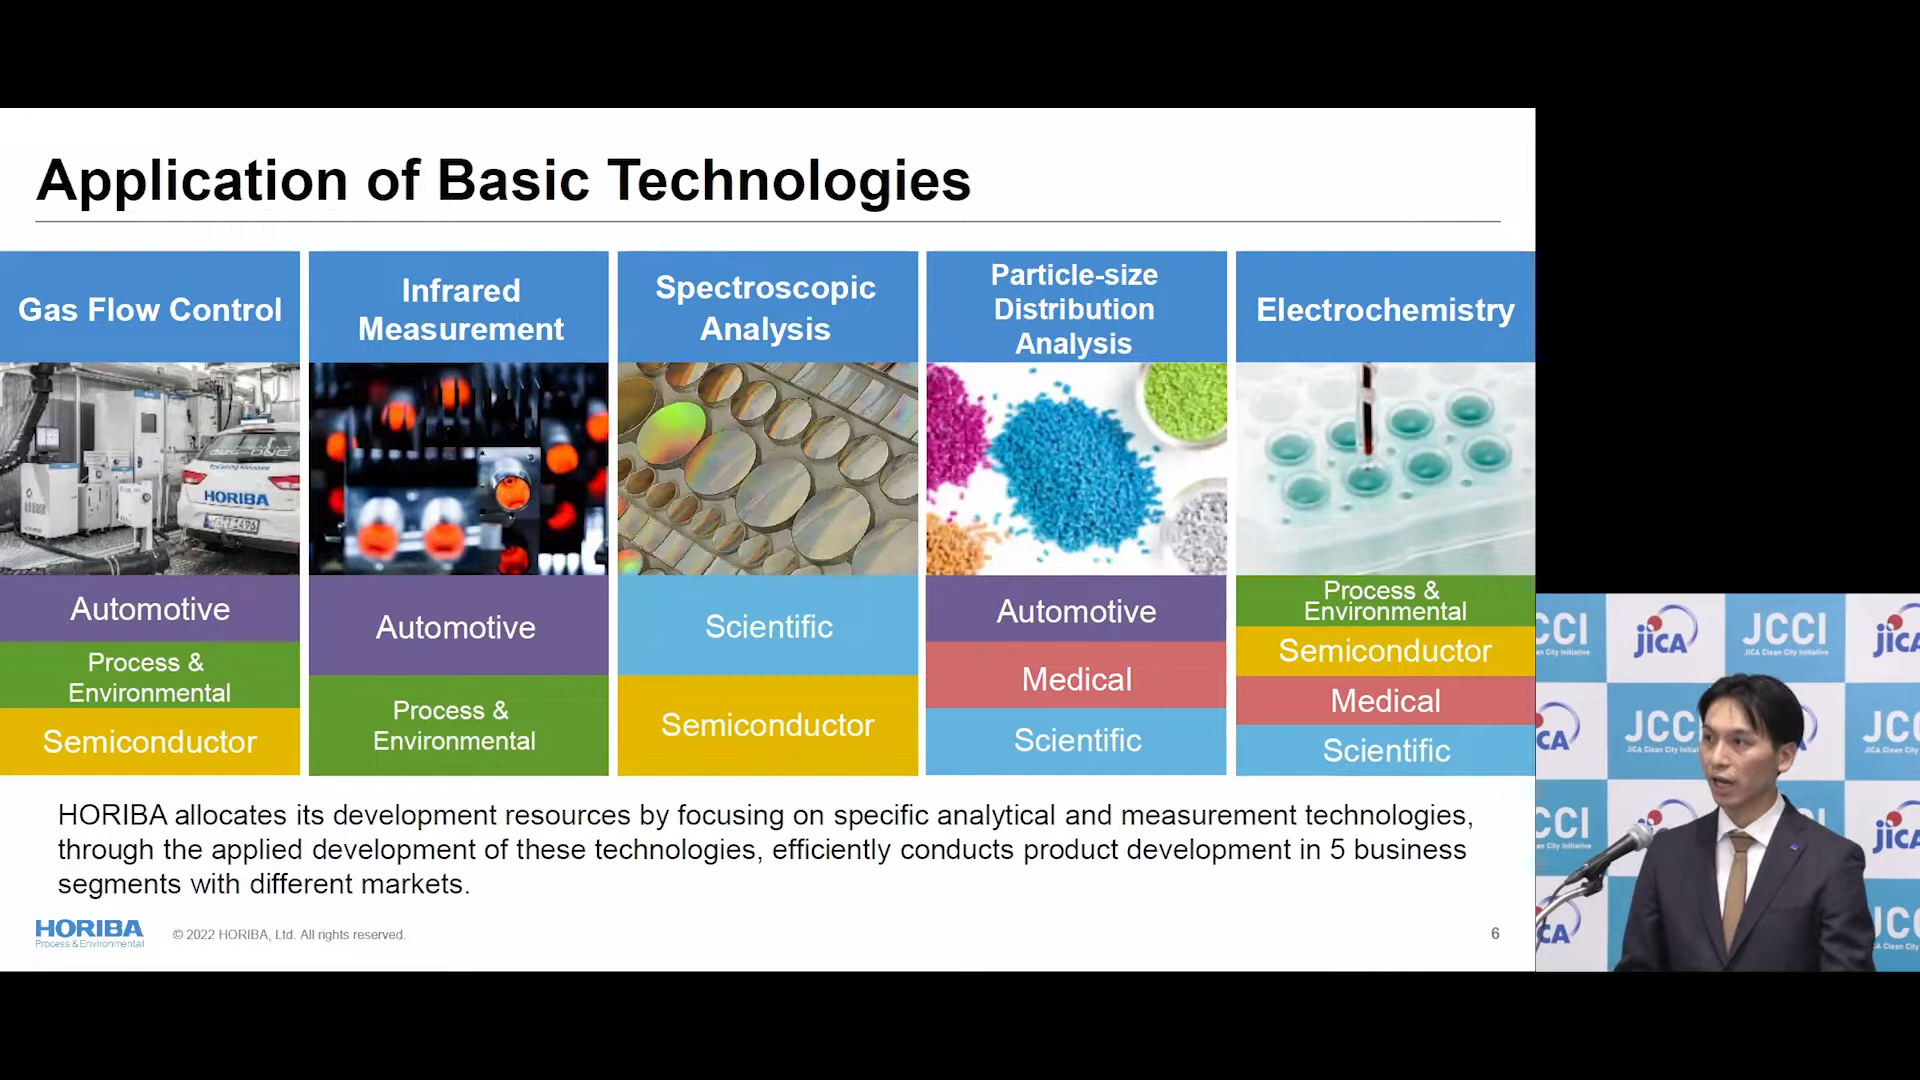 Application of Basic Technologies
Gas Flow Control
Infrared
Measurement
Spectroscopic
Analysis
Particle-size
Distribution
Analysis
Electrochemistry
HORIBA
Automotive
Process &
Environmental
Semiconductor
Automotive
Process &
Environmental
Scientific
Semiconductor
Automotive
Medical
Scientific
Process &
Environmental
Semiconductor
Medical
Scientific
HORIBA allocates its development resources by focusing on specific analytical and measurement technologies,
through the applied development of these technologies, efficiently conducts product development in 5 business
segments with different markets.
HORIBA
Process & Environmental
© 2022 HORIBA, Ltd. All rights reserved.
6
JICA
JCCI
JICA Clean City Initiative